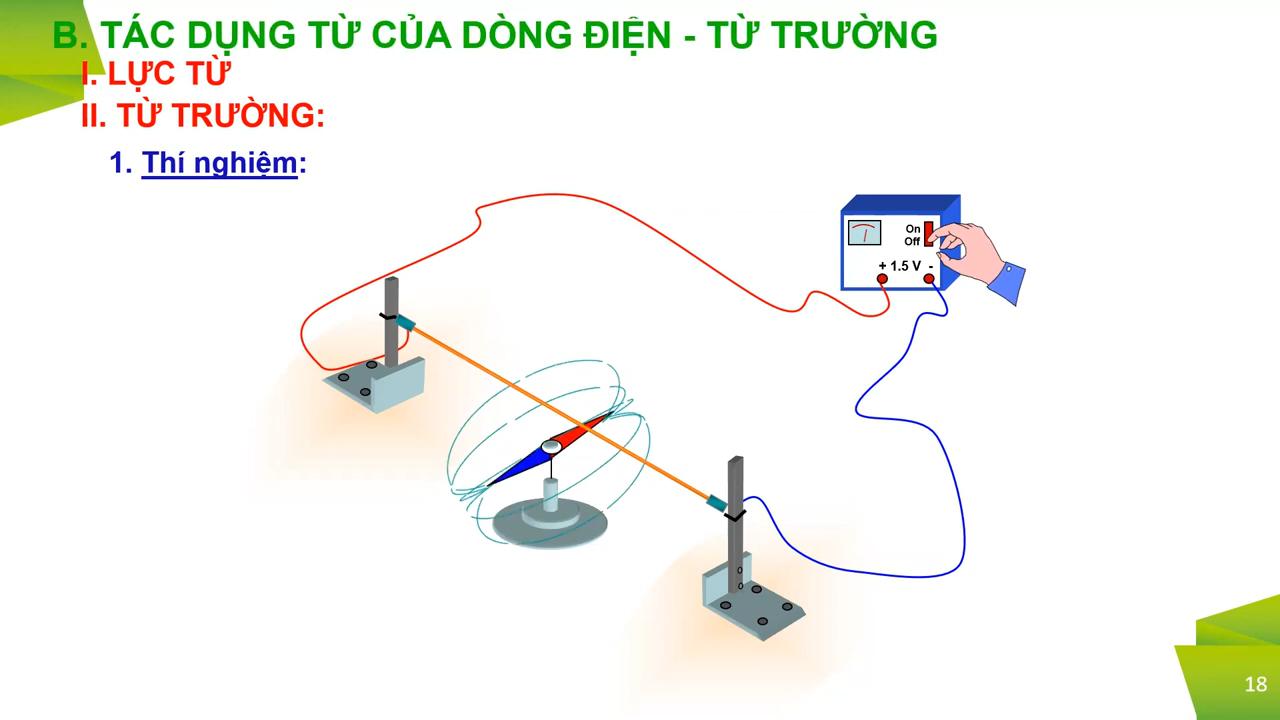 B. TÁC DỤNG TỪ CỦA DÒNG ĐIỆN - TỪ TRƯỜNG
I. LỰC TỪ
II. TỪ TRƯỜNG:
1. Thí nghiệm:
On
Off
+ 1.5 V -
18